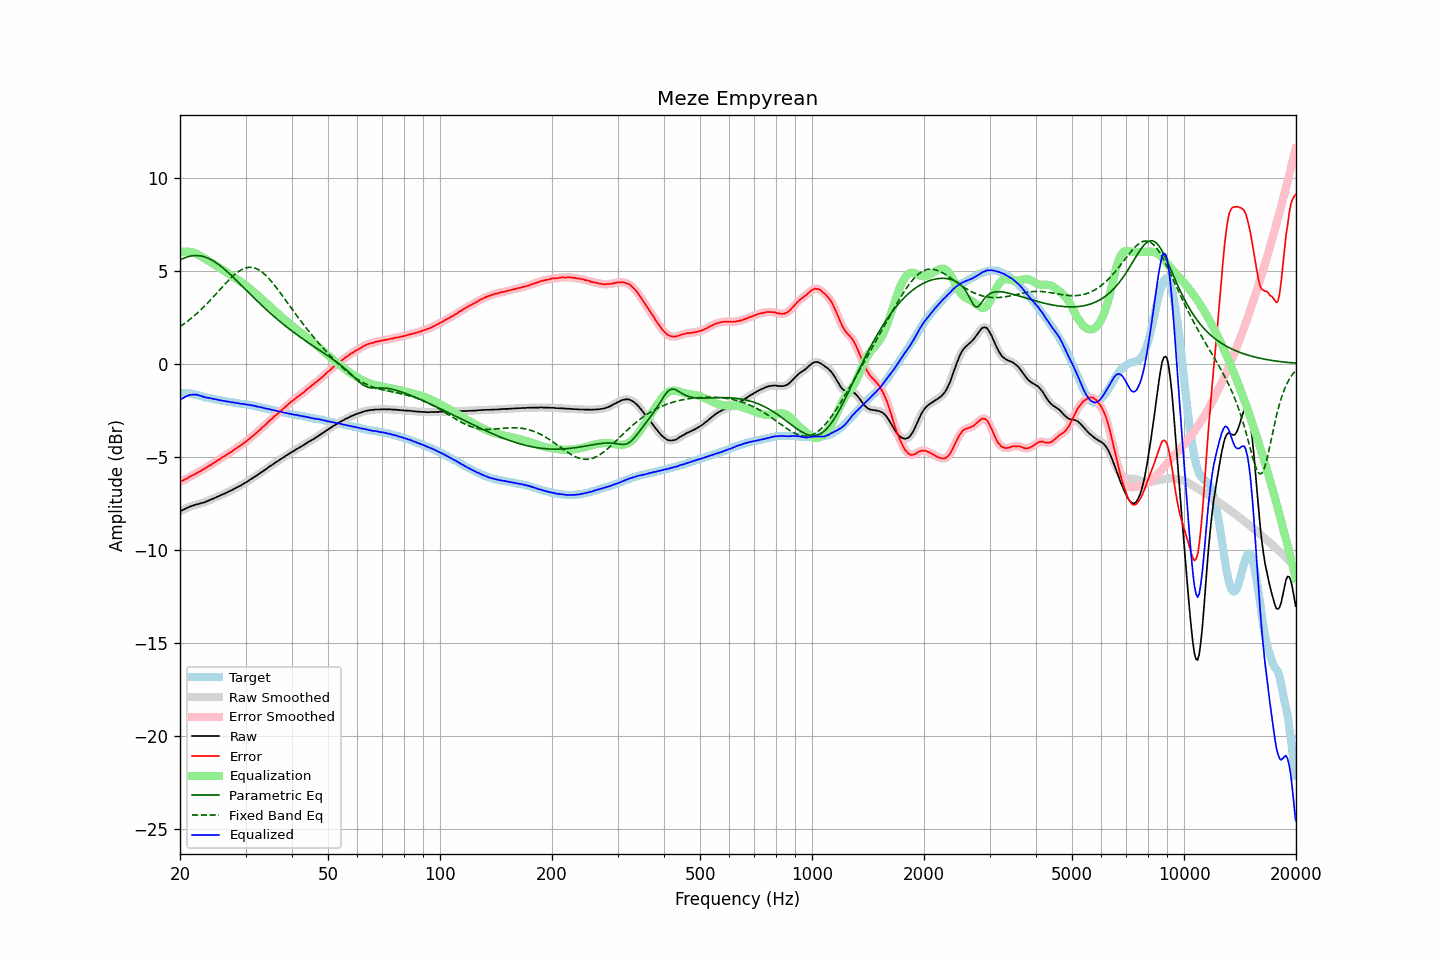 Meze Empyrean
Amplitude (dBr)
10
5
0
−5
−10
−15
−20
−25
Target
Raw Smoothed
Error Smoothed
Raw
Error
Equalization
Parametric Eq
Fixed Band Eq
Equalized
20 50 100 200 500 1000 2000 5000 10000 20000
Frequency (Hz)